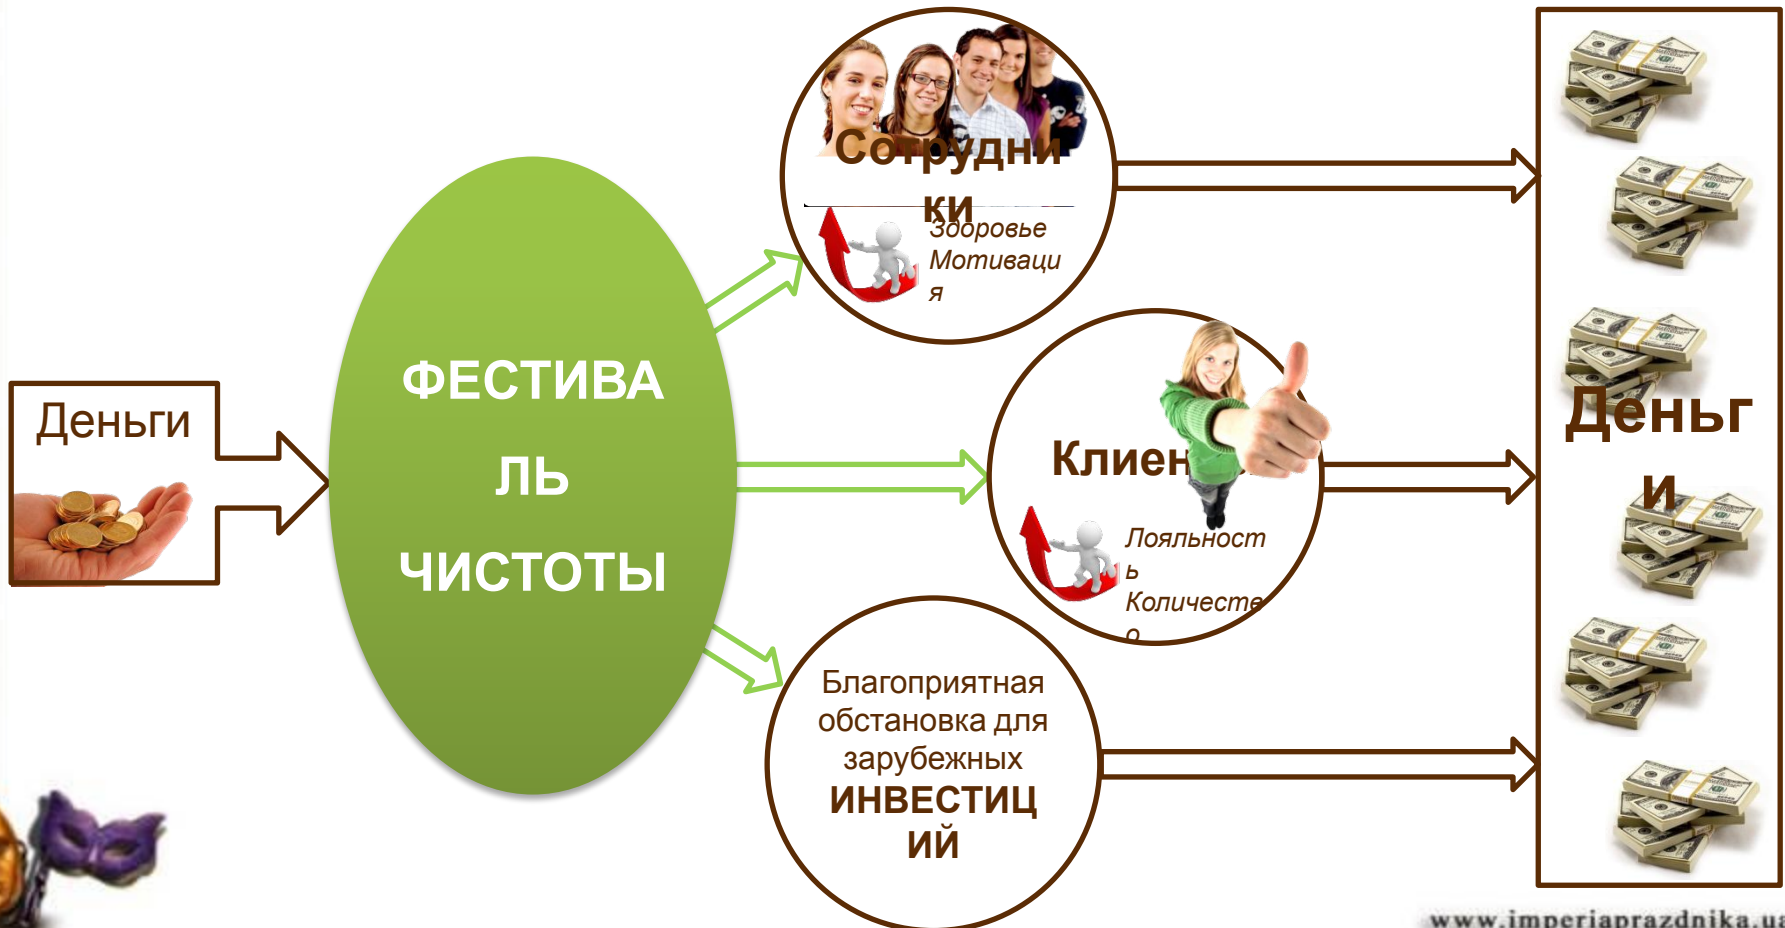 Деньги
ФЕСТИВА
ЛЬ
ЧИСТОТЫ
Сотрудни
ки
Здоровье
Мотиваци
я
Лояльност
ь
Количеств
о
Благоприятная
обстановка для
зарубежных
ИНВЕСТИЦ
ИЙ
Деньг
и
www.imperiaprazdnika.ua